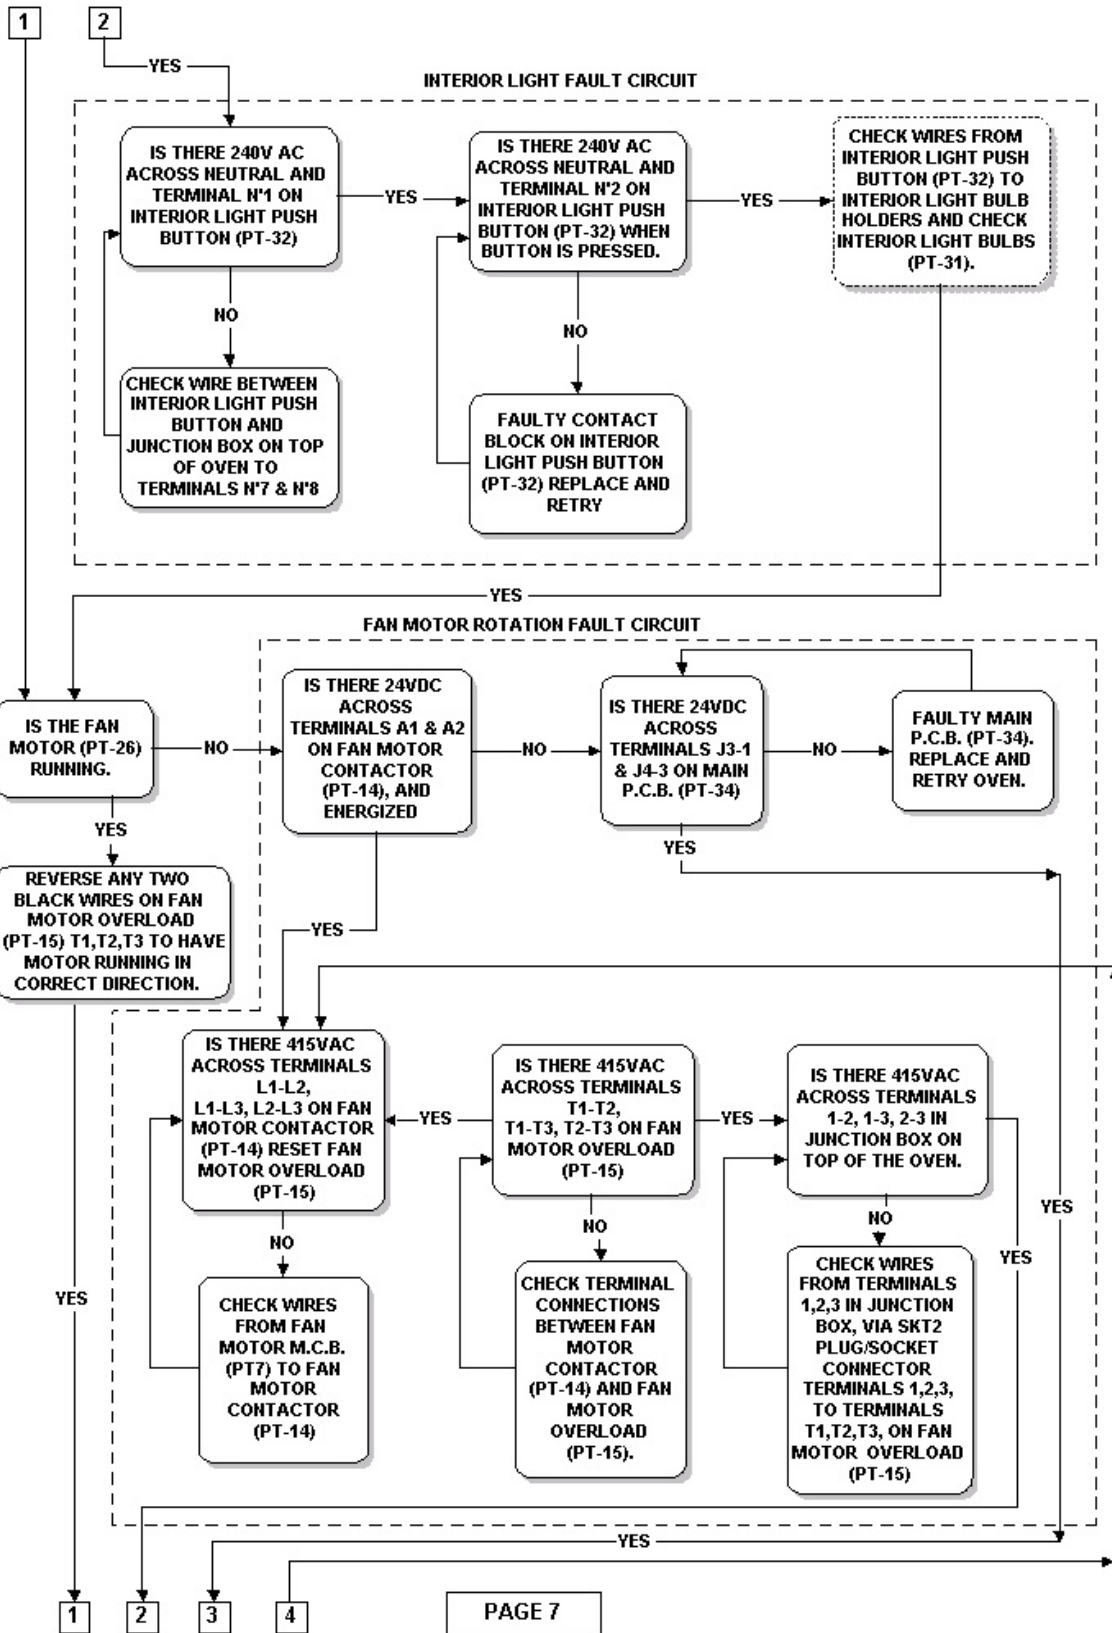 1
2
YES
INTERIOR LIGHT FAULT CIRCUIT
IS THERE 240V AC
ACROSS NEUTRAL AND
TERMINAL N'1 ON
INTERIOR LIGHT PUSH
BUTTON (PT-32)
YES
IS THERE 240V AC
ACROSS NEUTRAL AND
TERMINAL N'2 ON
INTERIOR LIGHT PUSH
BUTTON (PT-32) WHEN
BUTTON IS PRESSED.
YES
CHECK WIRES FROM
INTERIOR LIGHT PUSH
BUTTON (PT-32) TO
INTERIOR LIGHT BULB
HOLDERS AND CHECK
INTERIOR LIGHT BULBS
(PT-31).
NO
NO
CHECK WIRE BETWEEN
INTERIOR LIGHT PUSH
BUTTON AND
JUNCTION BOX ON TOP
OF OVEN TO
TERMINALS N'7 & N'8
FAULTY CONTACT
BLOCK ON INTERIOR
LIGHT PUSH BUTTON
(PT-32) REPLACE AND
RETRY
YES
FAN MOTOR ROTATION FAULT CIRCUIT
IS THE FAN
MOTOR (PT-26)
RUNNING.
NO
IS THERE 24VDC
ACROSS
TERMINALS A1 & A2
ON FAN MOTOR
CONTACTOR
(PT-14), AND
ENERGIZED
NO
IS THERE 24VDC
ACROSS
TERMINALS J3-1
& J4-3 ON MAIN
P.C.B. (PT-34)
NO
FAULTY MAIN
P.C.B. (PT-34).
REPLACE AND
RETRY OVEN.
YES
YES
REVERSE ANY TWO
BLACK WIRES ON FAN
MOTOR OVERLOAD
(PT-15) T1,T2,T3 TO HAVE
MOTOR RUNNING IN
CORRECT DIRECTION.
YES
IS THERE 415VAC
ACROSS TERMINALS
L1-L2,
L1-L3, L2-L3 ON FAN
MOTOR CONTACTOR
(PT-14) RESET FAN
MOTOR OVERLOAD
(PT-15)
YES
IS THERE 415VAC
ACROSS TERMINALS
T1-T2,
T1-T3, T2-T3 ON FAN
MOTOR OVERLOAD
(PT-15)
YES
IS THERE 415VAC
ACROSS TERMINALS
1-2, 1-3, 2-3 IN
JUNCTION BOX ON
TOP OF THE OVEN.
NO
NO
NO
YES
YES
YES
CHECK WIRES
FROM FAN
MOTOR M.C.B.
(PT7) TO FAN
MOTOR
CONTACTOR
(PT-14)
CHECK TERMINAL
CONNECTIONS
BETWEEN FAN
MOTOR
CONTACTOR
(PT-14) AND FAN
MOTOR
OVERLOAD
(PT-15).
CHECK WIRES
FROM TERMINALS
1,2,3 IN JUNCTION
BOX, VIA SKT2
PLUG/SOCKET
CONNECTOR
TERMINALS 1,2,3,
TO TERMINALS
T1,T2,T3, ON FAN
MOTOR OVERLOAD
(PT-15)
YES
1
2
3
4
PAGE 7